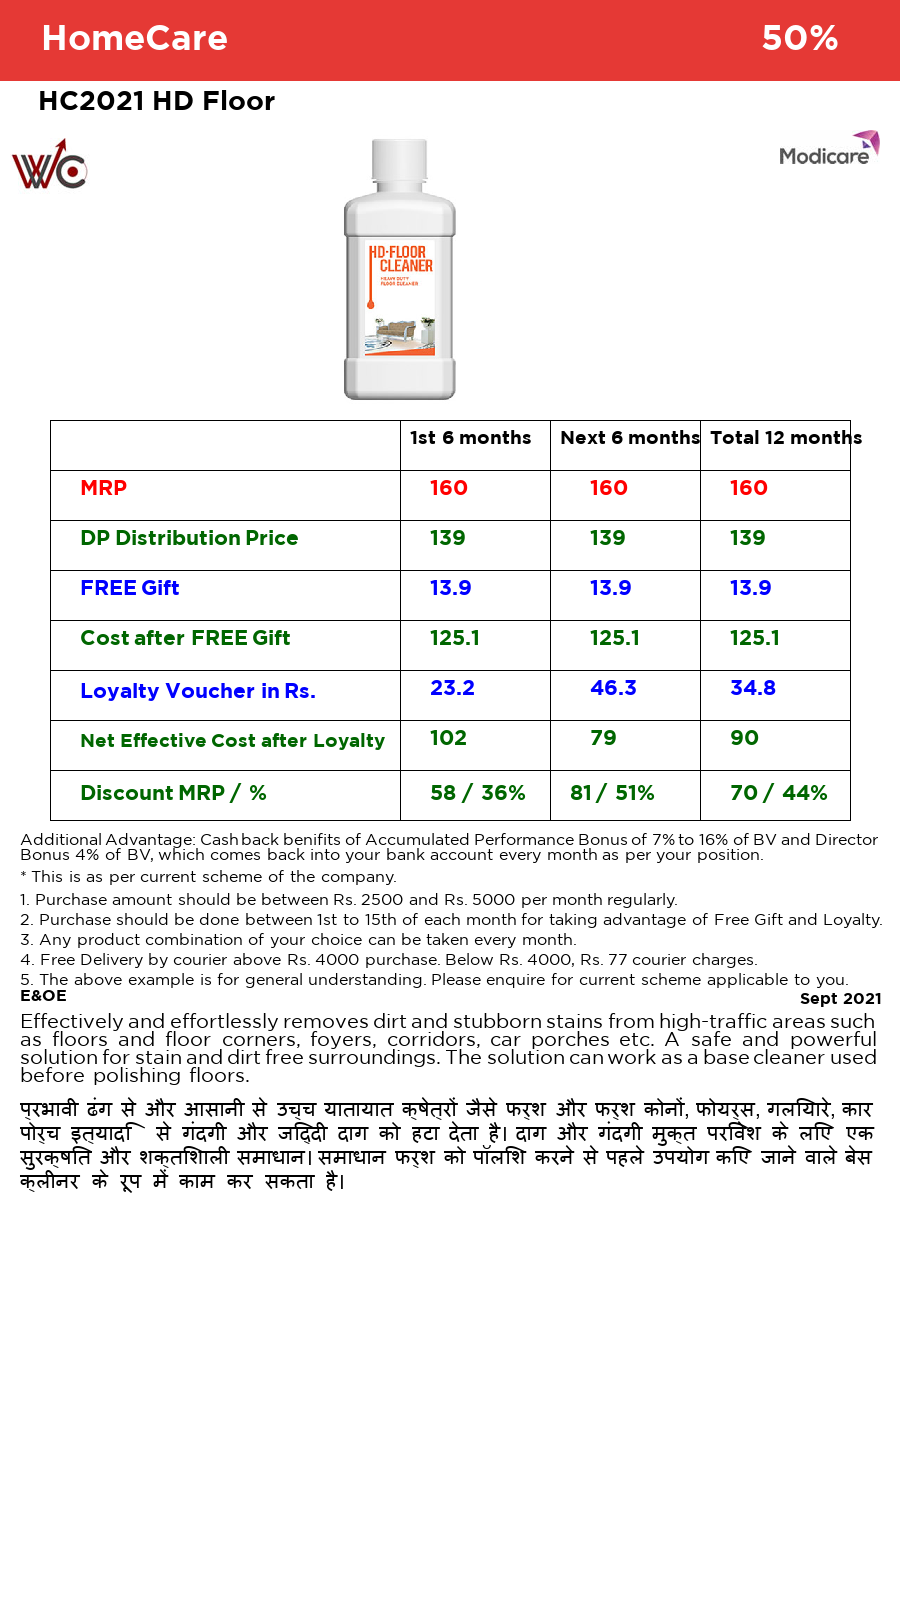 HomeCare 50%
HC2021 HD Floor
WC
Modicare
HD-FLOOR
CLEANER
HEAVY DUTY
FLOOR CLEANER
1st 6 months Next 6 months Total 12 months
MRP 160 160 160
DP Distribution Price 139 139 139
FREE Gift 13.9 13.9 13.9
Cost after FREE Gift 125.1 125.1 125.1
Loyalty Voucher in Rs. 23.2 46.3 34.8
Net Effective Cost after Loyalty 102 79 90
Discount MRP / % 58 / 36% 81 / 51% 70 / 44%
Additional Advantage: Cashback benifits of Accumulated Performance Bonus of 7% to 16% of BV and Director
Bonus 4% of BV, which comes back into your bank account every month as per your position.
* This is as per current scheme of the company.
1. Purchase amount should be between Rs. 2500 and Rs. 5000 per month regularly.
2. Purchase should be done between 1st to 15th of each month for taking advantage of Free Gift and Loyalty.
3. Any product combination of your choice can be taken every month.
4. Free Delivery by courier above Rs. 4000 purchase. Below Rs. 4000, Rs. 77 courier charges.
5. The above example is for general understanding. Please enquire for current scheme applicable to you.
E&OE Sept 2021
Effectively and effortlessly removes dirt and stubborn stains from high-traffic areas such
as floors and floor corners, foyers, corridors, car porches etc. A safe and powerful
solution for stain and dirt free surroundings. The solution can work as a base cleaner used
before polishing floors.
प्रभावी ढंग से और आसानी से उच्च यातायात क्षेत्रों जैसे फर्श और फर्श कोनों, फोयर्स, गलियारे, कार
पोर्च इत्यादि से गंदगी और जिद्दी दाग को हटा देता है। दाग और गंदगी मुक्त परिवेश के लिए एक
सुरक्षित और शक्तिशाली समाधान। समाधान फर्श को पॉलिश करने से पहले उपयोग किए जाने वाले बेस
क्लीनर के रूप में काम कर सकता है।